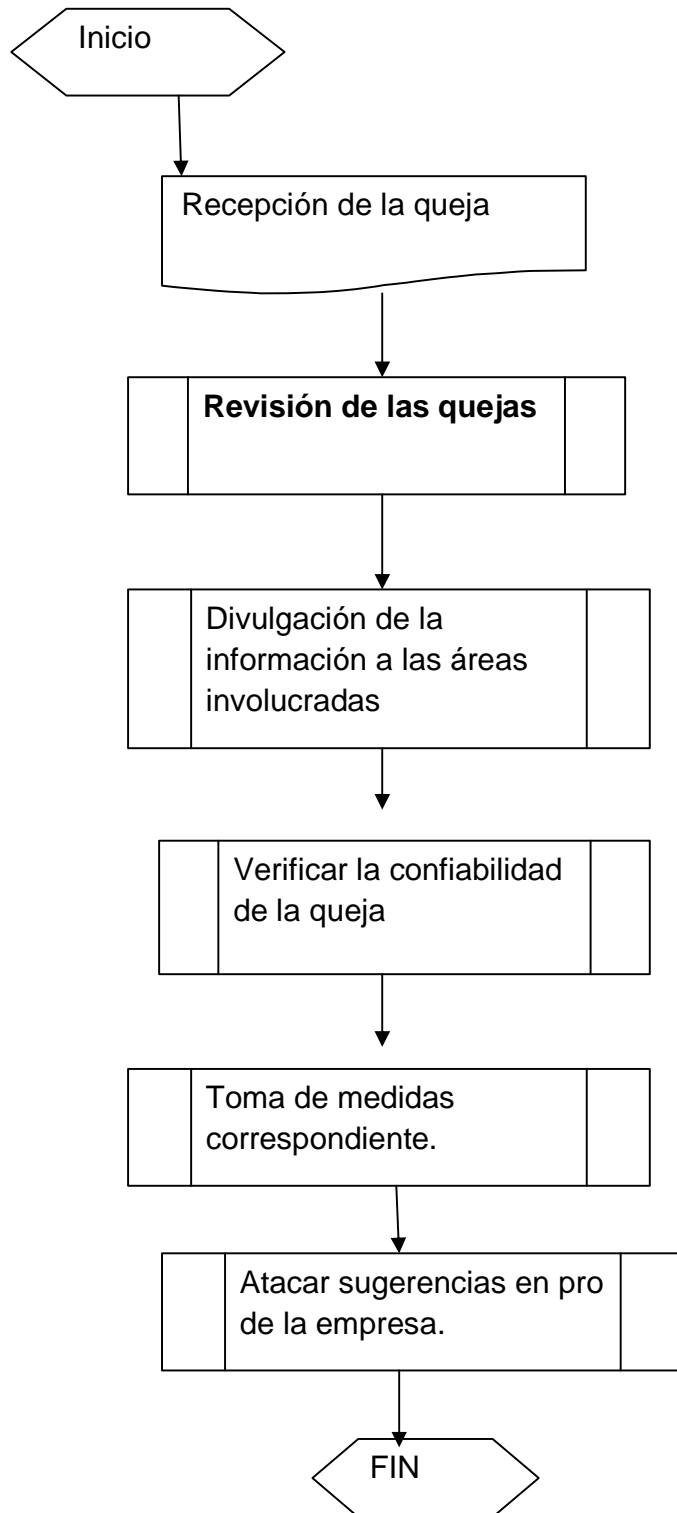 Inicio
Recepción de la queja
Revisión de las quejas
Divulgación de la
información a las áreas
involucradas
Verificar la confiabilidad
de la queja
Toma de medidas
correspondiente.
Atacar sugerencias en pro
de la empresa.
FIN